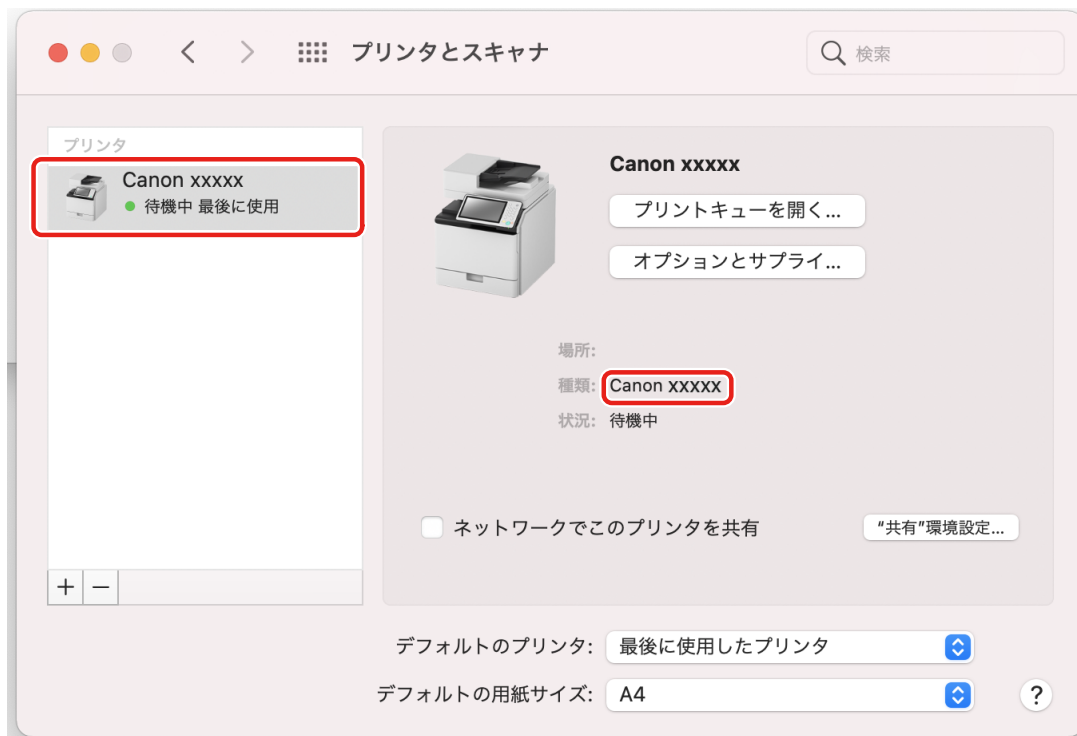 プリンタとスキャナ
検索
プリンタ
Canon xxxxx
待機中 最後に使用
Canon xxxxx
プリントキューを開く...
オプションとサプライ...
場所:
種類: Canon xxxxx
状況: 待機中
ネットワークでこのプリンタを共有
“共有”環境設定...
+ −
デフォルトのプリンタ: 最後に使用したプリンタ
デフォルトの用紙サイズ: A4
?